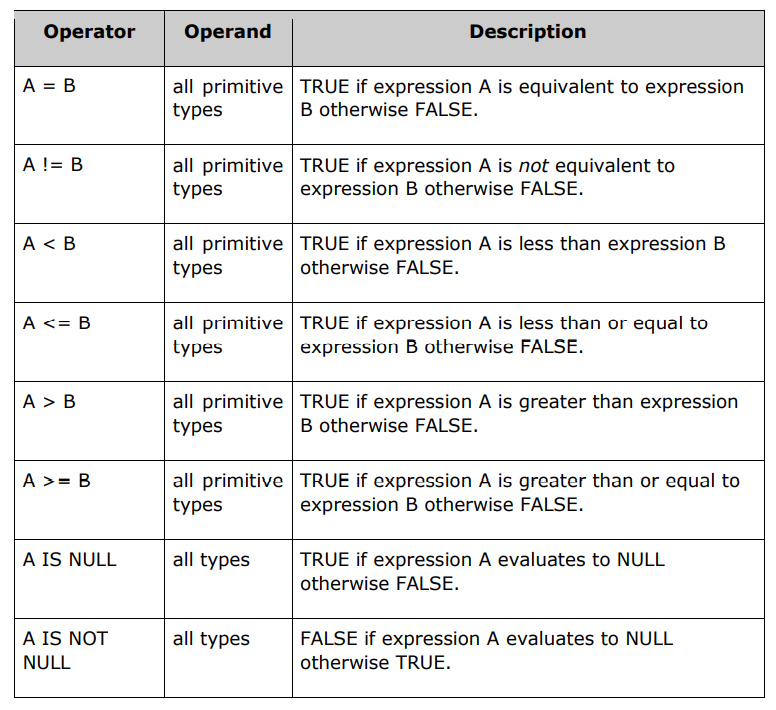 Operator Operand Description
A = B all primitive types TRUE if expression A is equivalent to expression B otherwise FALSE.
A != B all primitive types TRUE if expression A is not equivalent to expression B otherwise FALSE.
A < B all primitive types TRUE if expression A is less than expression B otherwise FALSE.
A <= B all primitive types TRUE if expression A is less than or equal to expression B otherwise FALSE.
A > B all primitive types TRUE if expression A is greater than expression B otherwise FALSE.
A >= B all primitive types TRUE if expression A is greater than or equal to expression B otherwise FALSE.
A IS NULL all types TRUE if expression A evaluates to NULL otherwise FALSE.
A IS NOT NULL all types FALSE if expression A evaluates to NULL otherwise TRUE.